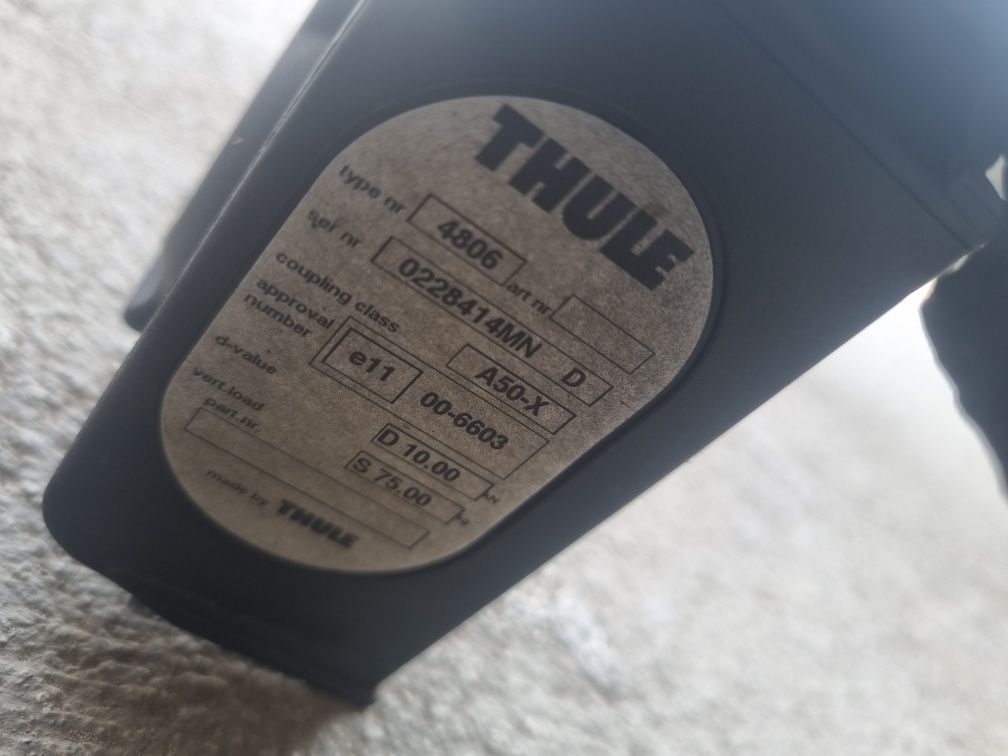 THULE
type nr 4806 art nr
ser nr 0228414MN D
coupling class A50-X
approval number e11 00-6603
d-value D 10.00 kN
vert.load S 75.00
part.nr.
made by THULE